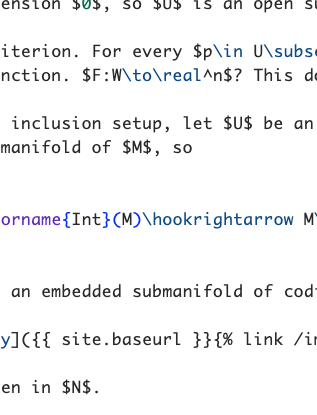 ension $0$, so $U$ is an open su
iterion. For every $p\in U\subse
nction. $F:W\to\real^n$? This do
inclusion setup, let $U$ be an
manifold of $M$, so
orname{Int}(M)\hookrightarrow M\
an embedded submanifold of cod
y]({{ site.baseurl }}{% link /in
en in $N$.